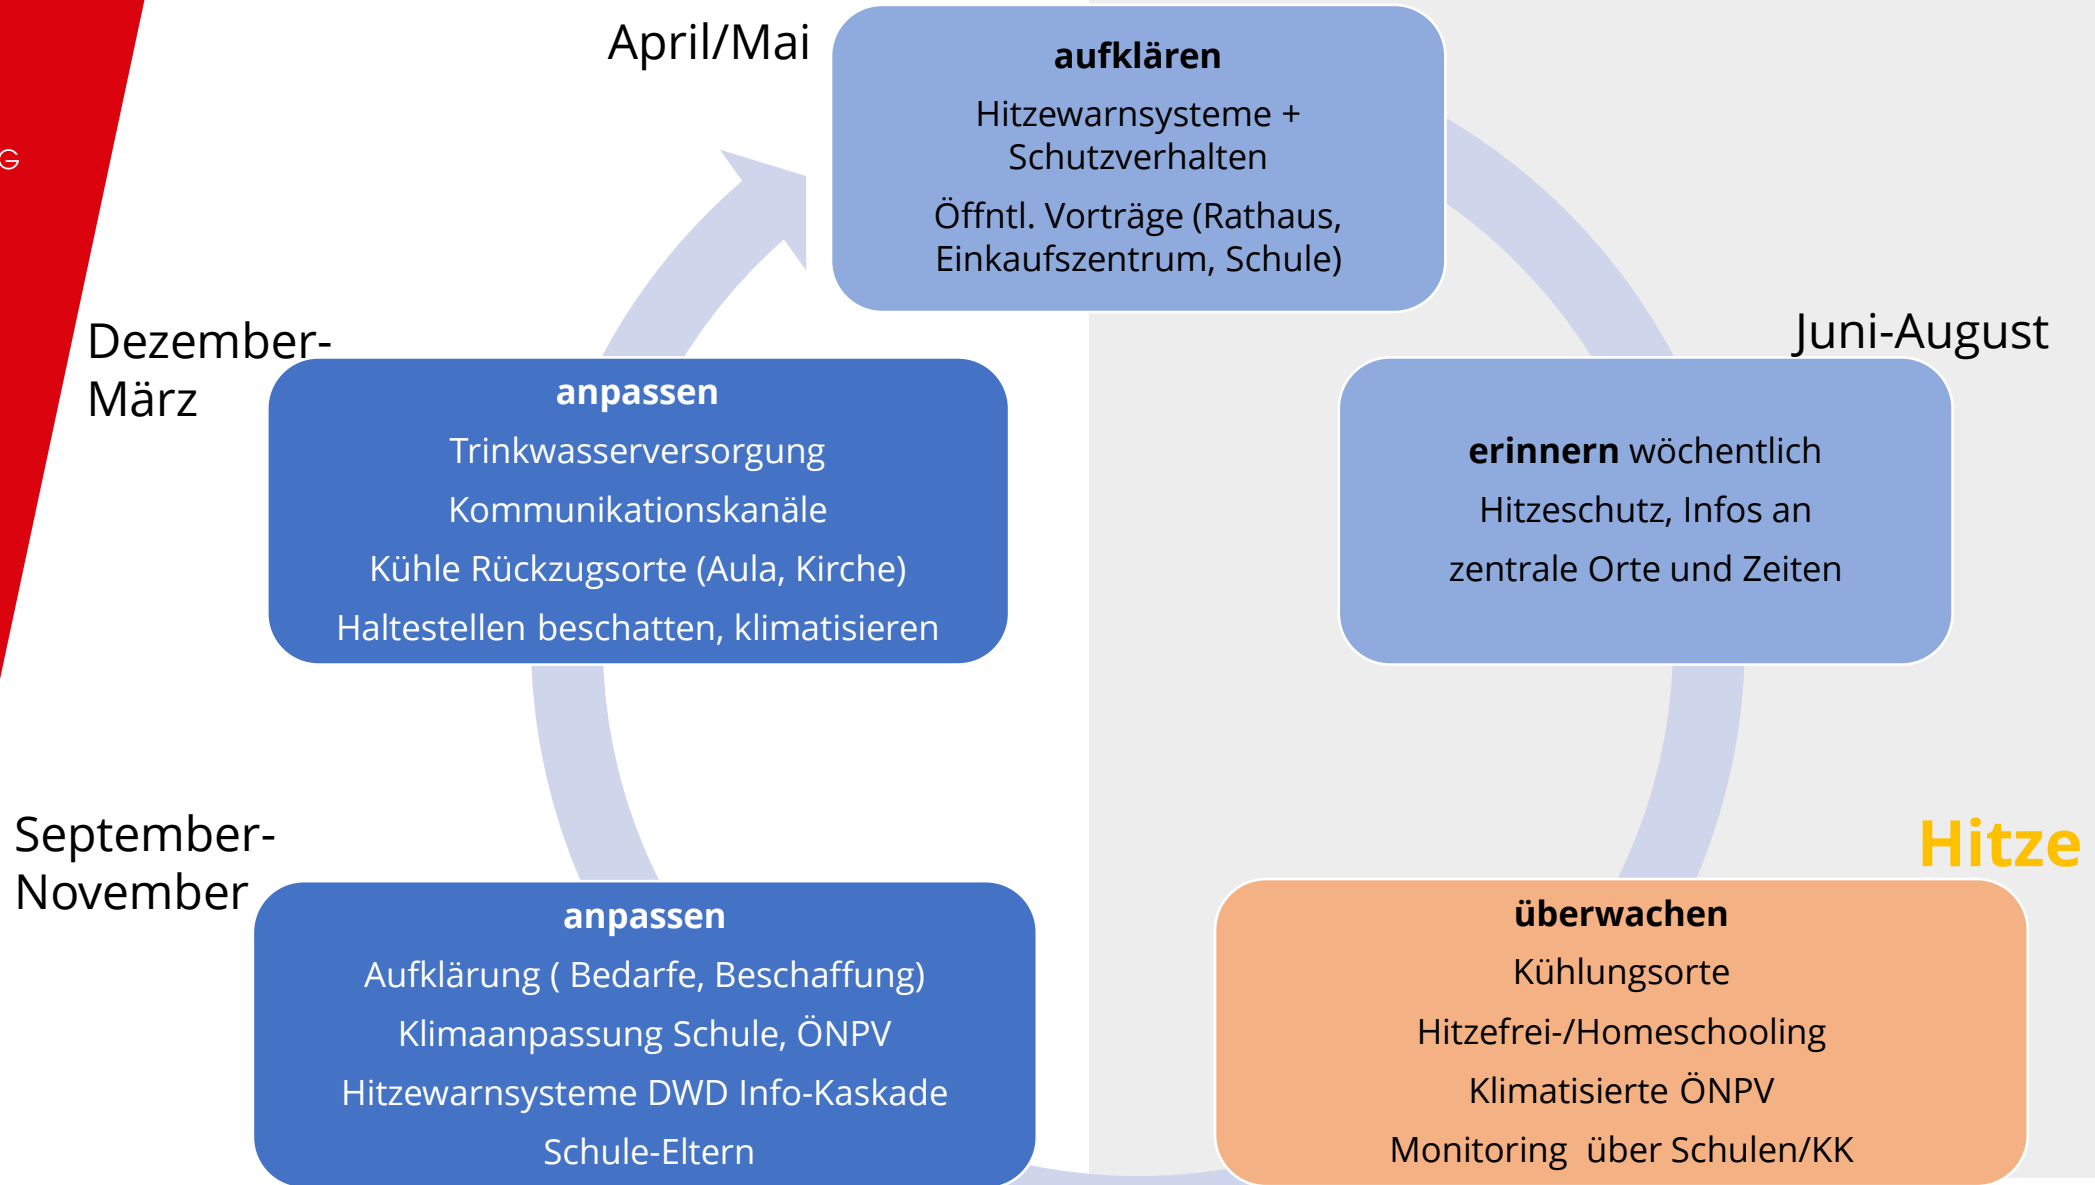 G
April/Mai
aufklären
Hitzewarnsysteme +
Schutzverhalten
Öffntl. Vorträge (Rathaus,
Einkaufszentrum, Schule)
Juni-August
erinnern wöchentlich
Hitzeschutz, Infos an
zentrale Orte und Zeiten
Hitze
überwachen
Kühlungsorte
Hitzefrei-/Homeschooling
Klimatisierte ÖNPV
Monitoring  über Schulen/KK
September-
November
anpassen
Aufklärung ( Bedarfe, Beschaffung)
Klimaanpassung Schule, ÖNPV
Hitzewarnsysteme DWD Info-Kaskade
Schule-Eltern
Dezember-
März
anpassen
Trinkwasserversorgung
Kommunikationskanäle
Kühle Rückzugsorte (Aula, Kirche)
Haltestellen beschatten, klimatisieren